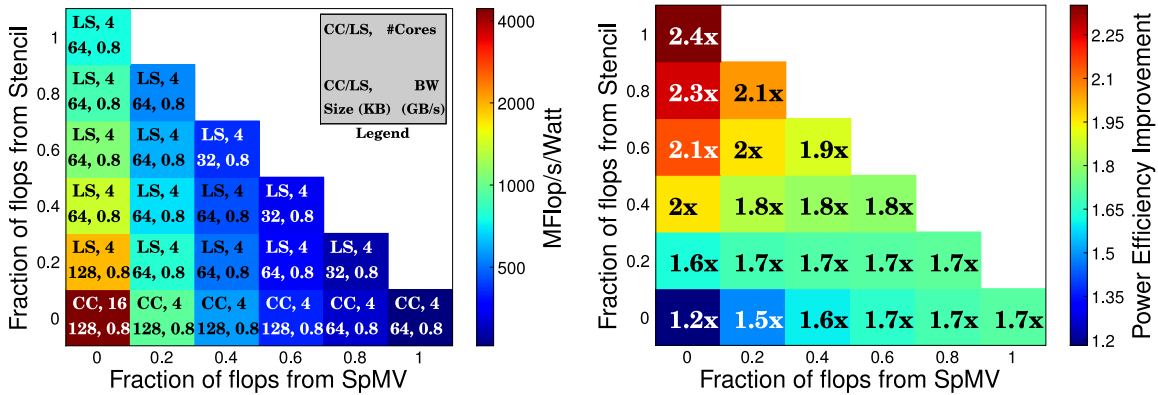 1
LS, 4
64, 0.8
0.8
LS, 4
64, 0.8
LS, 4
64, 0.8
0.6
LS, 4
64, 0.8
LS, 4
64, 0.8
LS, 4
32, 0.8
0.4
LS, 4
64, 0.8
LS, 4
64, 0.8
LS, 4
64, 0.8
LS, 4
32, 0.8
0.2
LS, 4
128, 0.8
LS, 4
64, 0.8
LS, 4
64, 0.8
LS, 4
64, 0.8
LS, 4
32, 0.8
0
CC, 16
128, 0.8
CC, 4
128, 0.8
CC, 4
128, 0.8
CC, 4
128, 0.8
CC, 4
64, 0.8
CC, 4
64, 0.8
0 0.2 0.4 0.6 0.8 1
Fraction of flops from SpMV
Fraction of flops from Stencil
CC/LS, #Cores
CC/LS, BW
Size (KB) (GB/s)
Legend
4000
2000
1000
500
MFlop/s/Watt
1 2.4x
0.8 2.3x 2.1x
0.6 2.1x 2x 1.9x
0.4 2x 1.8x 1.8x 1.8x
0.2 1.6x 1.7x 1.7x 1.7x 1.7x
0 1.2x 1.5x 1.6x 1.7x 1.7x 1.7x
0 0.2 0.4 0.6 0.8 1
Fraction of flops from SpMV
Fraction of flops from Stencil
2.25
2.1
1.95
1.8
1.65
1.5
1.35
1.2
Power Efficiency Improvement